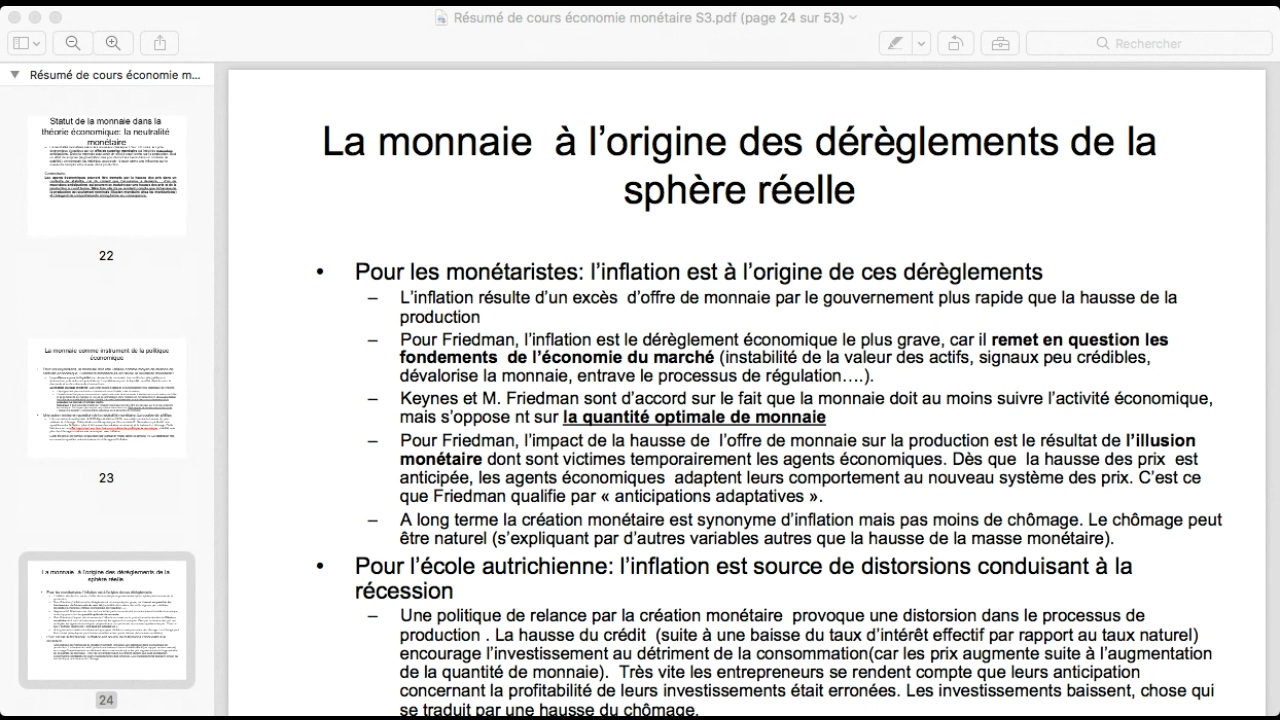 Résumé de cours économie monétaire S3.pdf (page 24 sur 53)
Rechercher
Résumé de cours économie m...
Statut de la monnaie dans la
théorie économique: la neutralité
monétaire
22
La monnaie comme instrument de la politique
économique
23
La monnaie à l'origine des dérèglements de la
sphère réelle
24
La monnaie à l'origine des dérèglements de la
sphère réelle
• Pour les monétaristes: l'inflation est à l'origine de ces dérèglements
– L'inflation résulte d'un excès d'offre de monnaie par le gouvernement plus rapide que la hausse de la
production
– Pour Friedman, l'inflation est le dérèglement économique le plus grave, car il remet en question les
fondements de l'économie du marché (instabilité de la valeur des actifs, signaux peu crédibles,
dévalorise la monnaie, entrave le processus de
– Keynes et M. Friedman sont d'accord sur le fait que la monnaie doit au moins suivre l'activité économique,
mais s'opposent sur la quantité optimale de monnaie
– Pour Friedman, l'impact de la hausse de l'offre de monnaie sur la production est le résultat de l'illusion
monétaire dont sont victimes temporairement les agents économiques. Dès que la hausse des prix est
anticipée, les agents économiques adaptent leurs comportement au nouveau système des prix. C'est ce
que Friedman qualifie par « anticipations adaptatives ».
– A long terme la création monétaire est synonyme d'inflation mais pas moins de chômage. Le chômage peut
être naturel (s'expliquant par d'autres variables autres que la hausse de la masse monétaire).
• Pour l'école autrichienne: l'inflation est source de distorsions conduisant à la
récession
– Une politique de relance par la création monétaire provoque une distorsion dans le processus de
production : la hausse du crédit (suite à une baisse du taux d'intérêt effectif par rapport au taux naturel)
encourage l'investissement au détriment de la consommation(car les prix augmente suite à l'augmentation
de la quantité de monnaie). Très vite les entrepreneurs se rendent compte que leurs anticipation
concernant la profitabilité de leurs investissements était erronées. Les investissements baissent, chose qui
se traduit par une hausse du chômage.